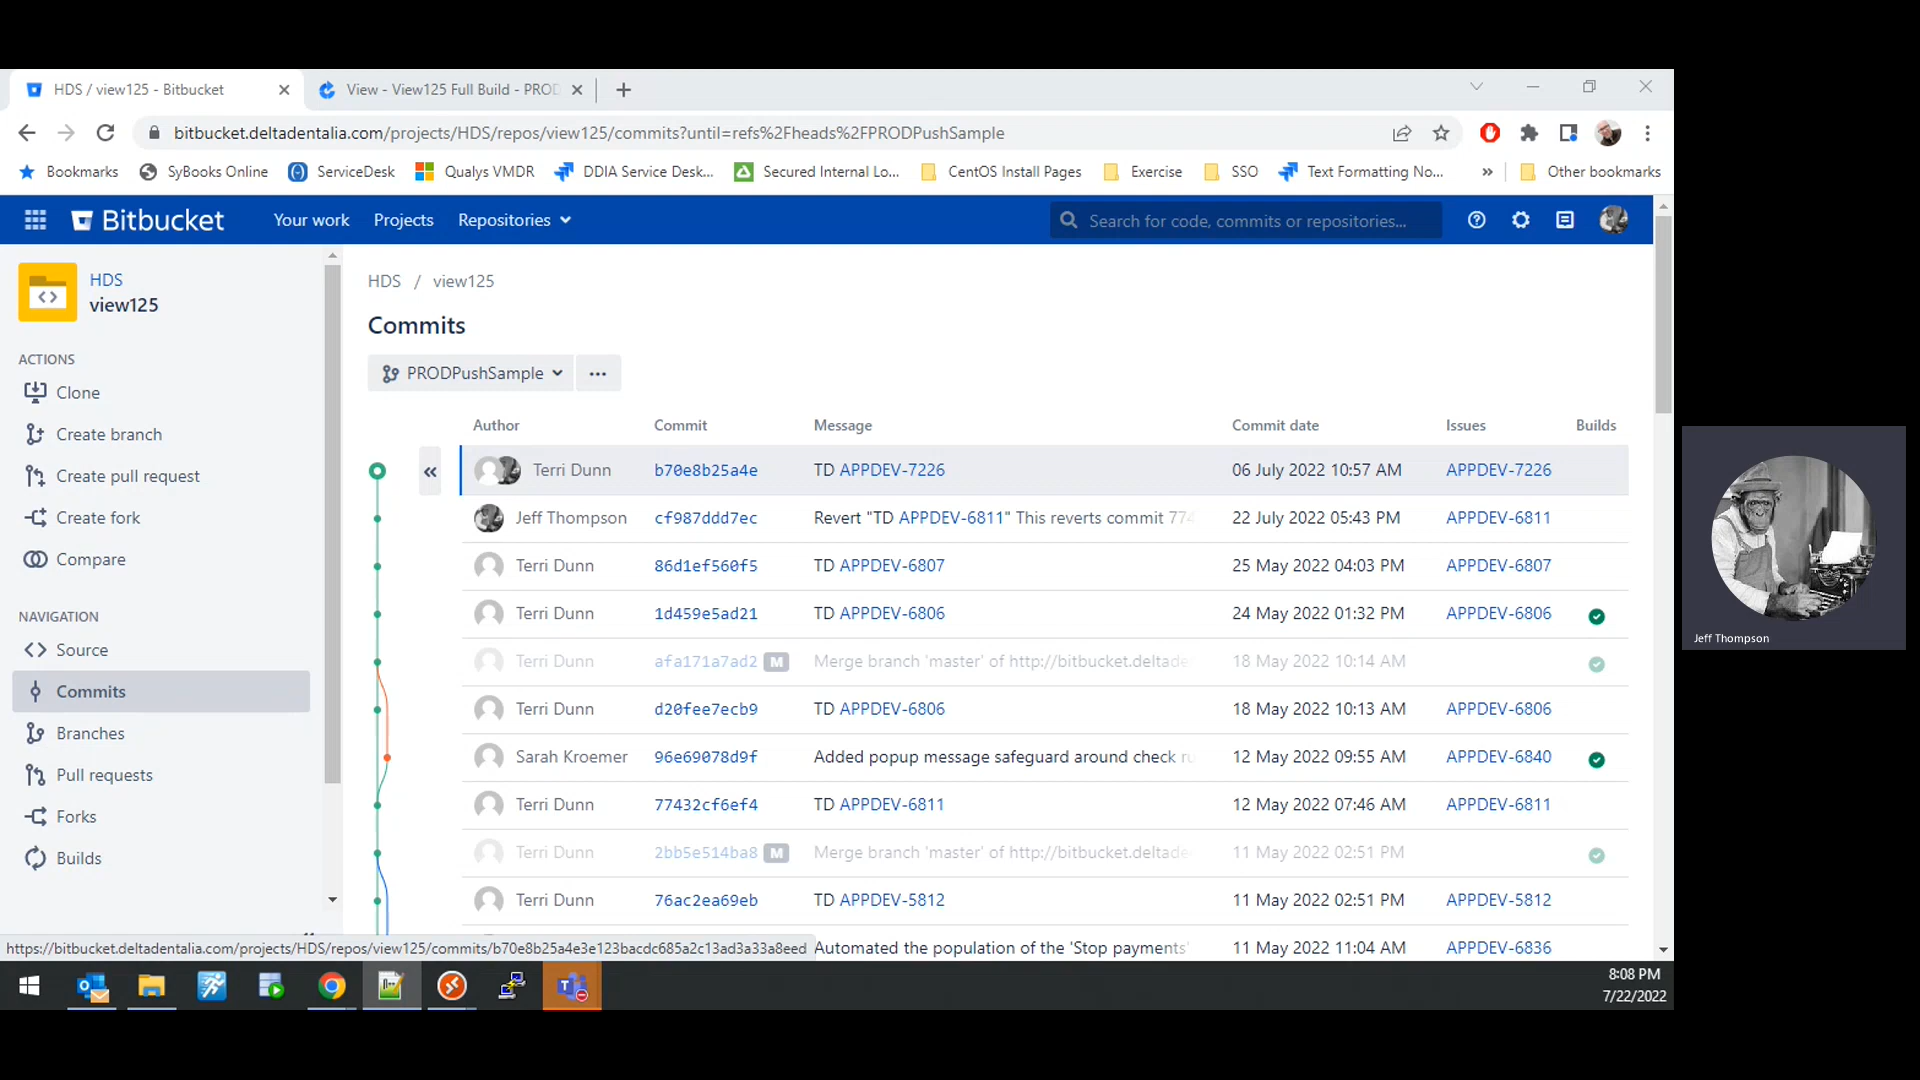 HDS / view125 - Bitbucket
View - View125 Full Build - PROD
bitbucket.deltadentalia.com/projects/HDS/repos/view125/commits?until=refs%2Fheads%2FPRODPushSample
Bookmarks SyBooks Online ServiceDesk Qualys VMDR DDIA Service Desk... Secured Internal Lo... CentOS Install Pages Exercise SSO Text Formatting No... » Other bookmarks
Bitbucket Your work Projects Repositories Search for code, commits or repositories...
HDS
view125
ACTIONS
Clone
Create branch
Create pull request
Create fork
Compare
NAVIGATION
Source
Commits
Branches
Pull requests
Forks
Builds
HDS / view125
Commits
PRODPushSample ...
Author Commit Message Commit date Issues Builds
Terri Dunn b70e8b25a4e TD APPDEV-7226 06 July 2022 10:57 AM APPDEV-7226
Jeff Thompson cf987ddd7ec Revert "TD APPDEV-6811" This reverts commit 774 22 July 2022 05:43 PM APPDEV-6811
Terri Dunn 86d1ef560f5 TD APPDEV-6807 25 May 2022 04:03 PM APPDEV-6807
Terri Dunn 1d459e5ad21 TD APPDEV-6806 24 May 2022 01:32 PM APPDEV-6806
Terri Dunn afa171a7ad2 M Merge branch 'master' of http://bitbucket.deltade 18 May 2022 10:14 AM
Terri Dunn d20fee7ecb9 TD APPDEV-6806 18 May 2022 10:13 AM APPDEV-6806
Sarah Kroemer 96e69078d9f Added popup message safeguard around check ru 12 May 2022 09:55 AM APPDEV-6840
Terri Dunn 77432cf6ef4 TD APPDEV-6811 12 May 2022 07:46 AM APPDEV-6811
Terri Dunn 2bb5e514ba8 M Merge branch 'master' of http://bitbucket.deltade 11 May 2022 02:51 PM
Terri Dunn 76ac2ea69eb TD APPDEV-5812 11 May 2022 02:51 PM APPDEV-5812
Automated the population of the 'Stop payments' 11 May 2022 11:04 AM APPDEV-6836
https://bitbucket.deltadentalia.com/projects/HDS/repos/view125/commits/b70e8b25a4e3e123bacdc685a2c13ad3a33a8eed
8:08 PM
7/22/2022
Jeff Thompson